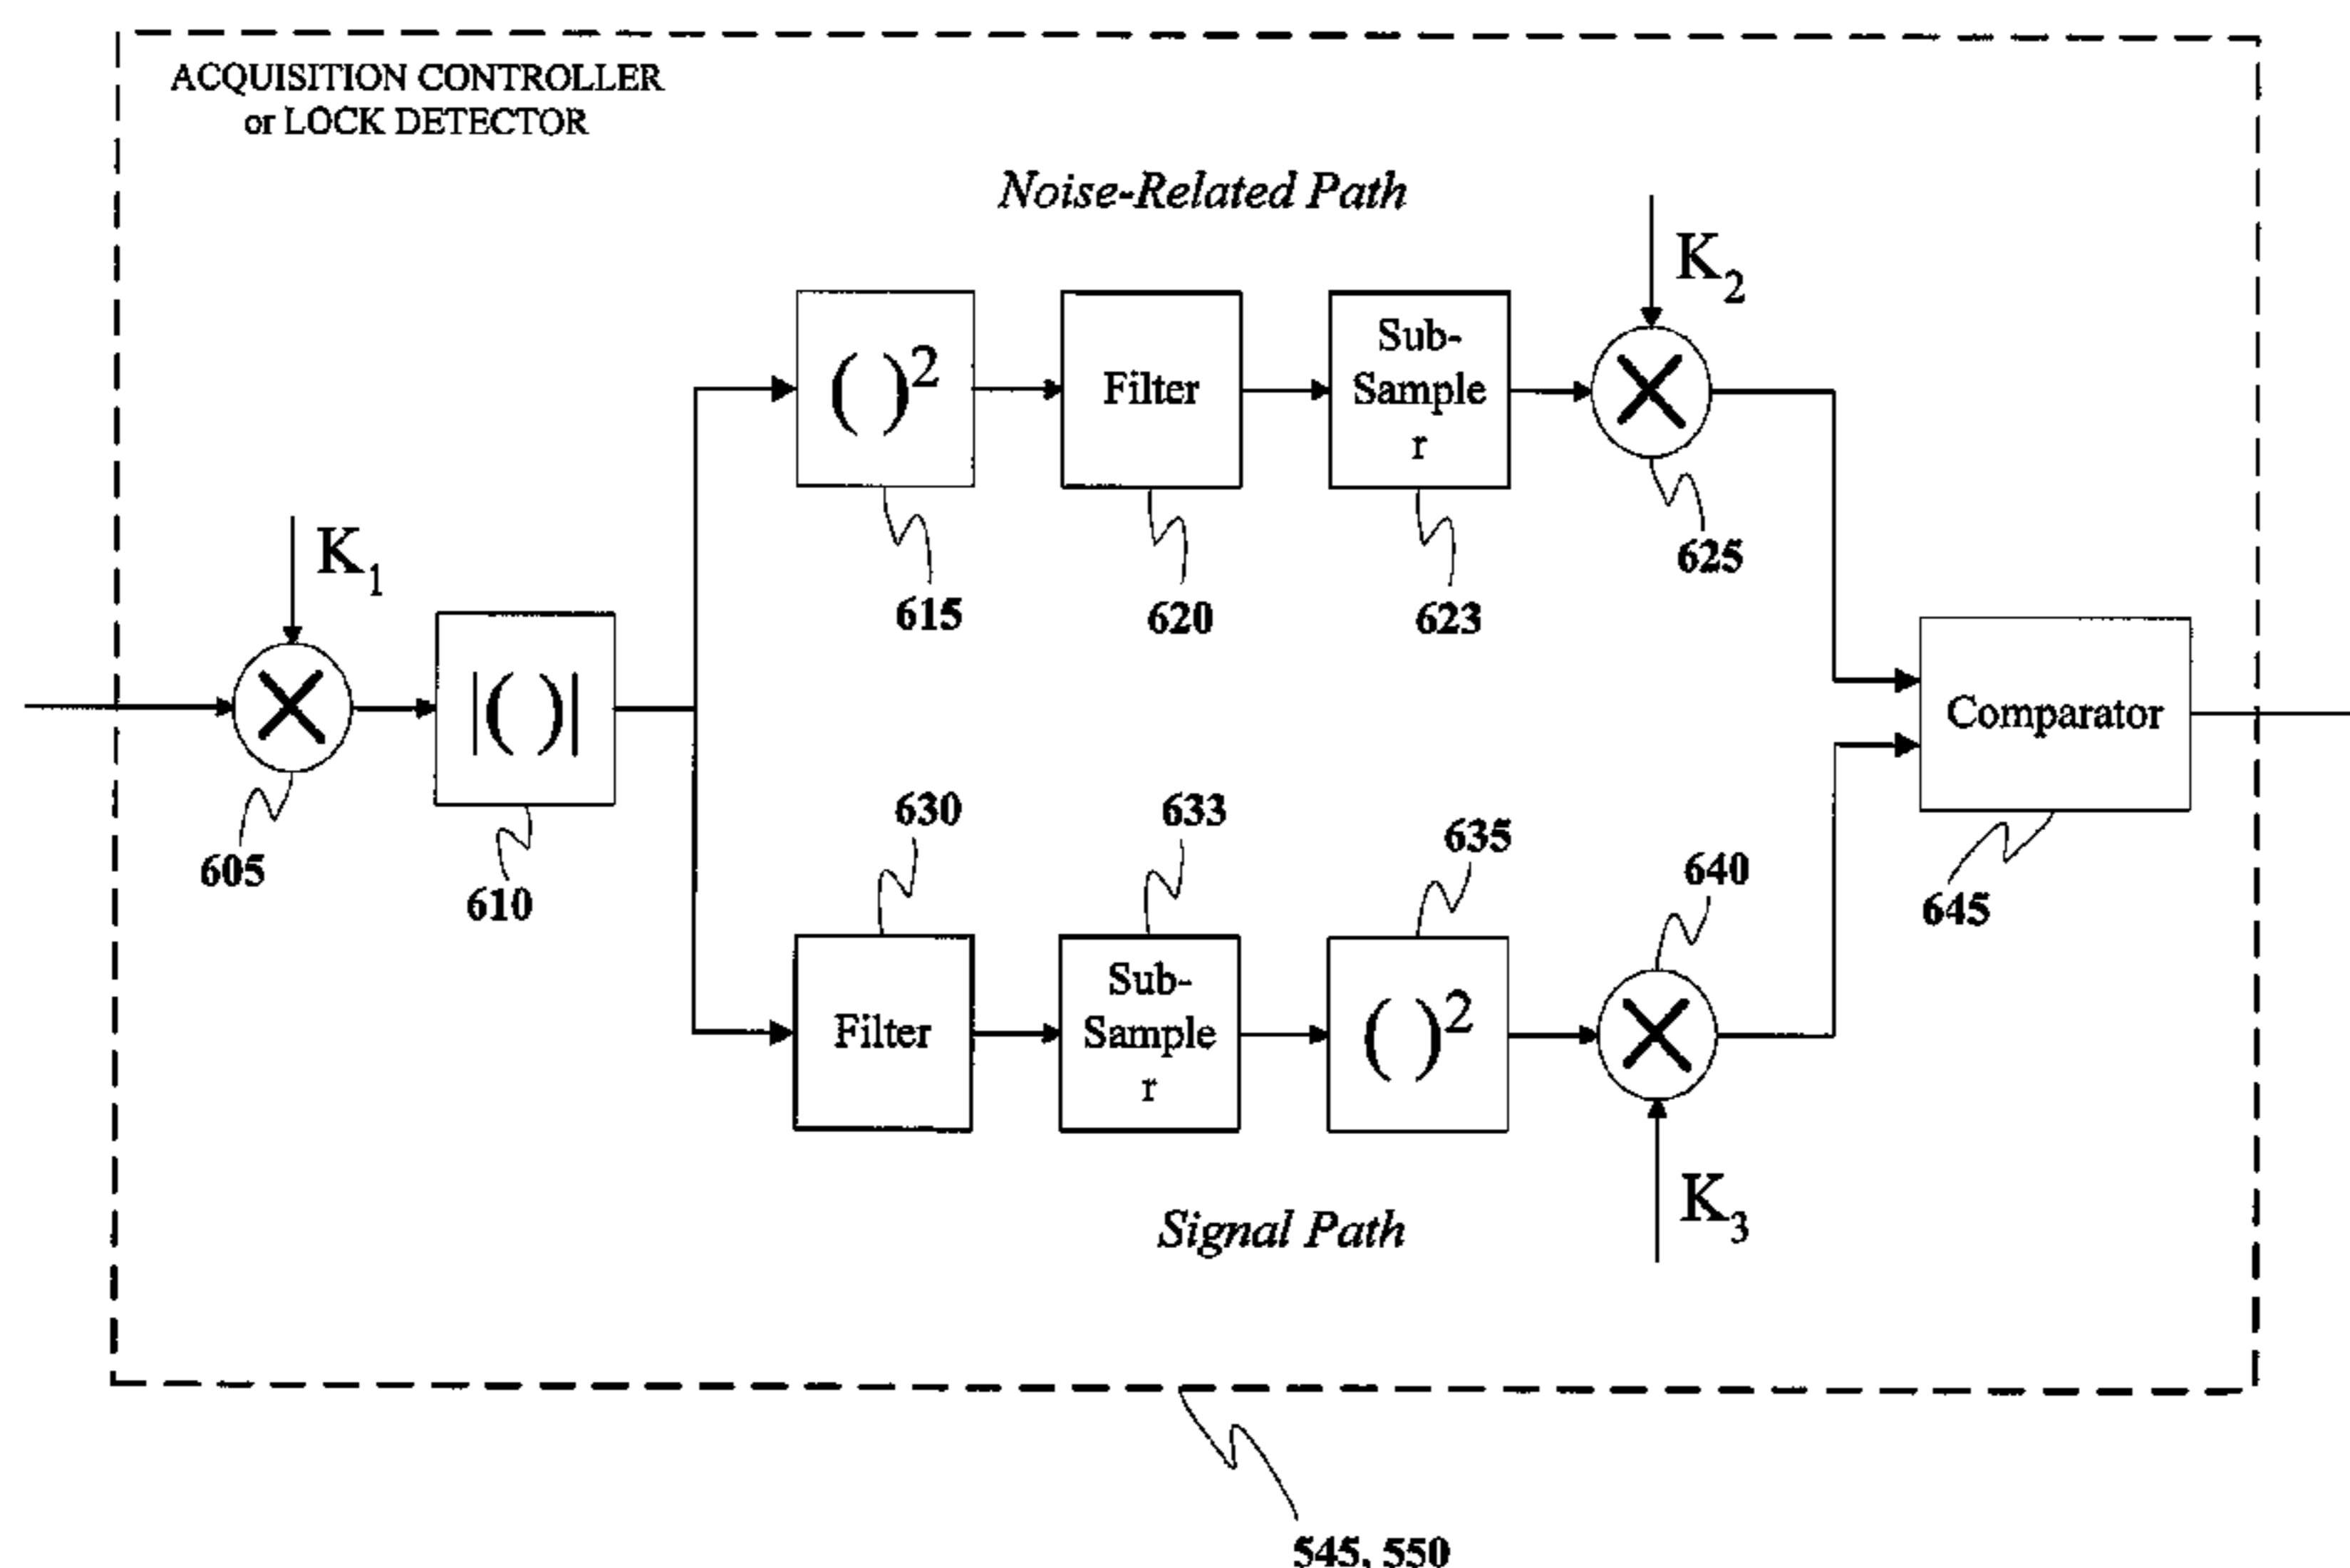 ACQUISITION CONTROLLER
or LOCK DETECTOR
Noise-Related Path
K2
( )2
Filter
Sub-
Sample
r
625
K1
615
620
623
|( )|
Comparator
605
610
630
633
635
640
645
Filter
Sub-
Sample
r
( )2
K3
Signal Path
545, 550